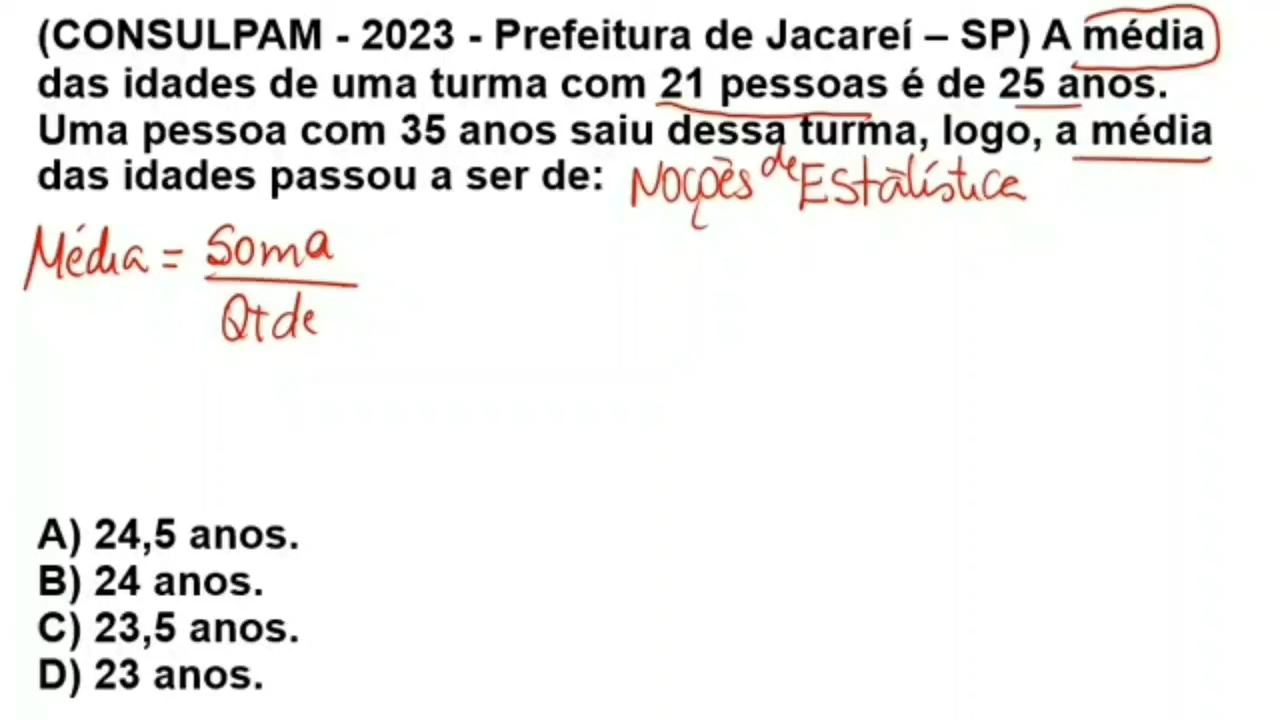 (CONSULPAM - 2023 - Prefeitura de Jacareí – SP) A média
das idades de uma turma com 21 pessoas é de 25 anos.
Uma pessoa com 35 anos saiu dessa turma, logo, a média
das idades passou a ser de: Noções de Estatística
Média = Soma
Qtde
A) 24,5 anos.
B) 24 anos.
C) 23,5 anos.
D) 23 anos.